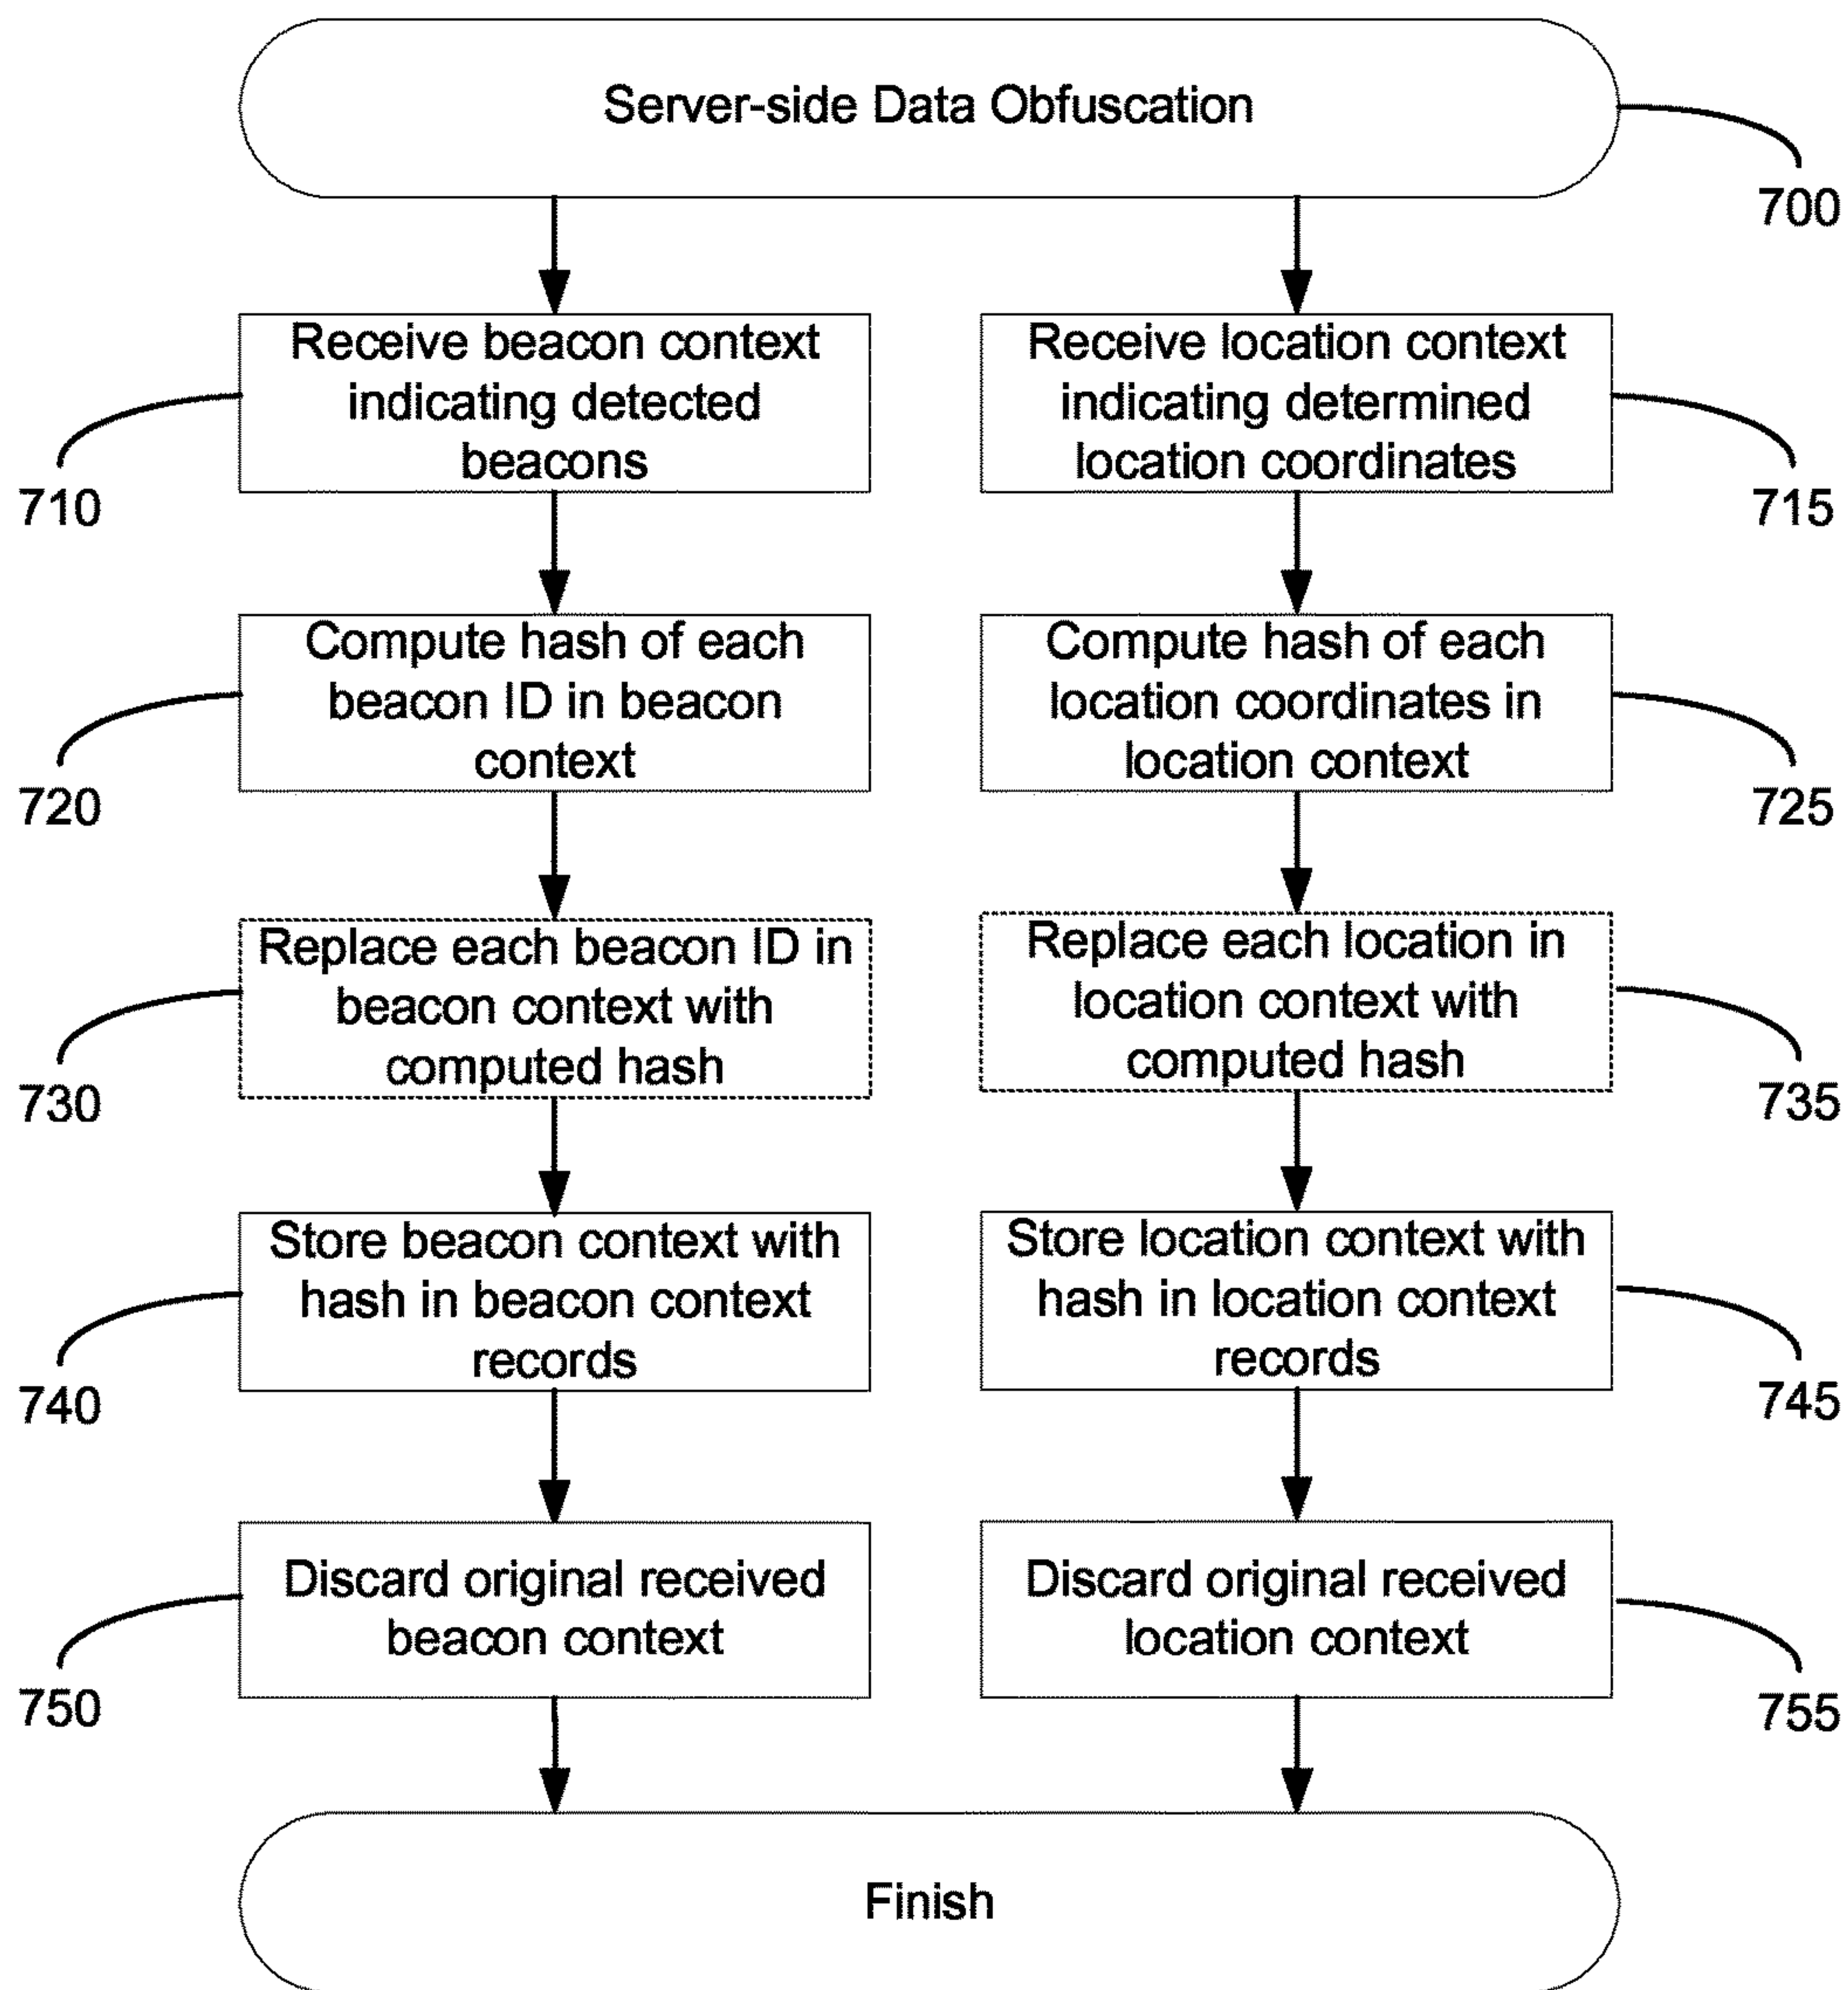 Server-side Data Obfuscation
700
Receive beacon context
indicating detected
beacons
710
Receive location context
indicating determined
location coordinates
715
Compute hash of each
beacon ID in beacon
context
720
Compute hash of each
location coordinates in
location context
725
Replace each beacon ID in
beacon context with
computed hash
730
Replace each location in
location context with
computed hash
735
Store beacon context with
hash in beacon context
records
740
Store location context with
hash in location context
records
745
Discard original received
beacon context
750
Discard original received
location context
755
Finish